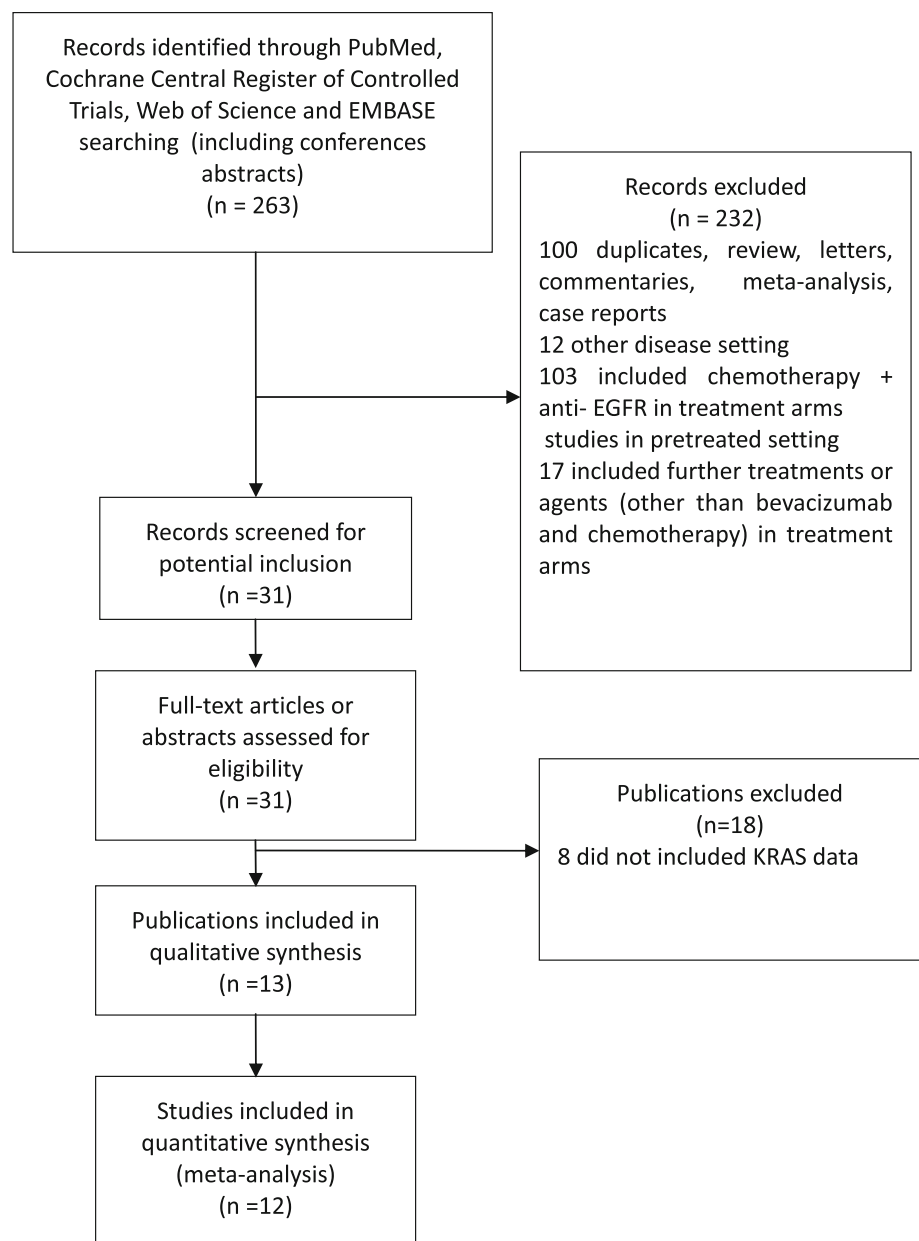 Records identified through PubMed,
Cochrane Central Register of Controlled
Trials, Web of Science and EMBASE
searching (including conferences
abstracts)
(n = 263)
Records excluded
(n = 232)
100 duplicates, review, letters,
commentaries, meta-analysis,
case reports
12 other disease setting
103 included chemotherapy +
anti- EGFR in treatment arms
studies in pretreated setting
17 included further treatments or
agents (other than bevacizumab
and chemotherapy) in treatment
arms
Records screened for
potential inclusion
(n =31)
Full-text articles or
abstracts assessed for
eligibility
(n =31)
Publications excluded
(n=18)
8 did not included KRAS data
Publications included in
qualitative synthesis
(n =13)
Studies included in
quantitative synthesis
(meta-analysis)
(n =12)